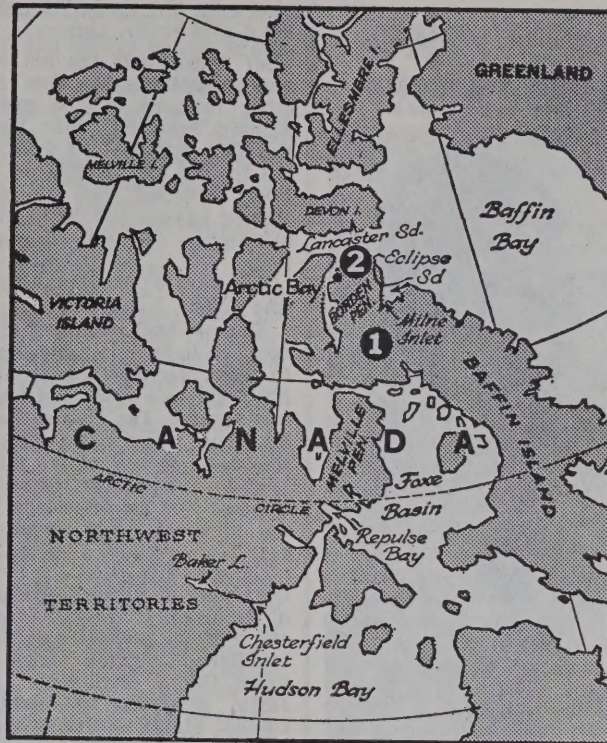 GREENLAND
ELLESMERE I.
MELVILLE I.
DEVON I.
Baffin
Bay
Lancaster Sd.
2
Eclipse
Sd
Arctic Bay
BORDEN
PEN.
VICTORIA
ISLAND
Milne
Inlet
1
BAFFIN ISLAND
CANADA
MELVILLE
PEN
Foxe
Basin
ARCTIC CIRCLE
Repulse
Bay
NORTHWEST
TERRITORIES
Baker L.
Chesterfield
Inlet
Hudson Bay